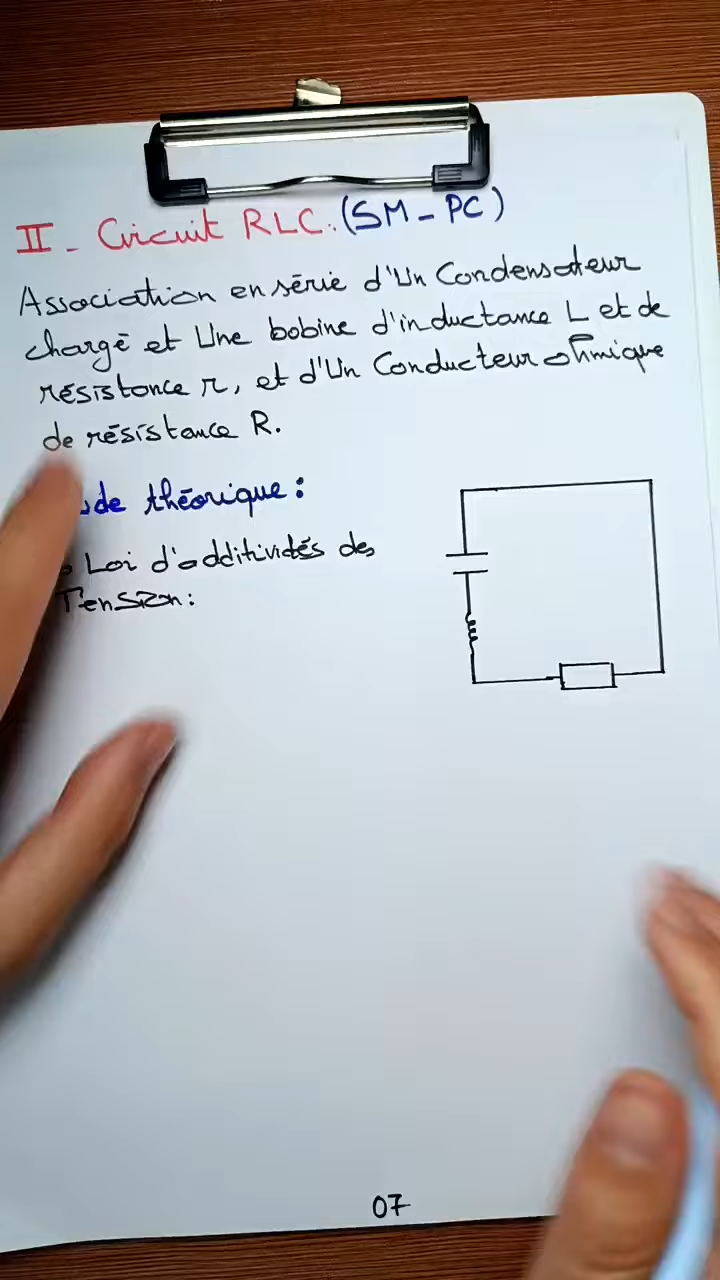 II - Circuit RLC. (SM - PC)
Association en série d'Un Condensateur
chargé et Une bobine d'inductance L et de
résistance r, et d'Un Conducteur ohmique
de résistance R.
théorique :
Loi d'additivités des
Tension :
07